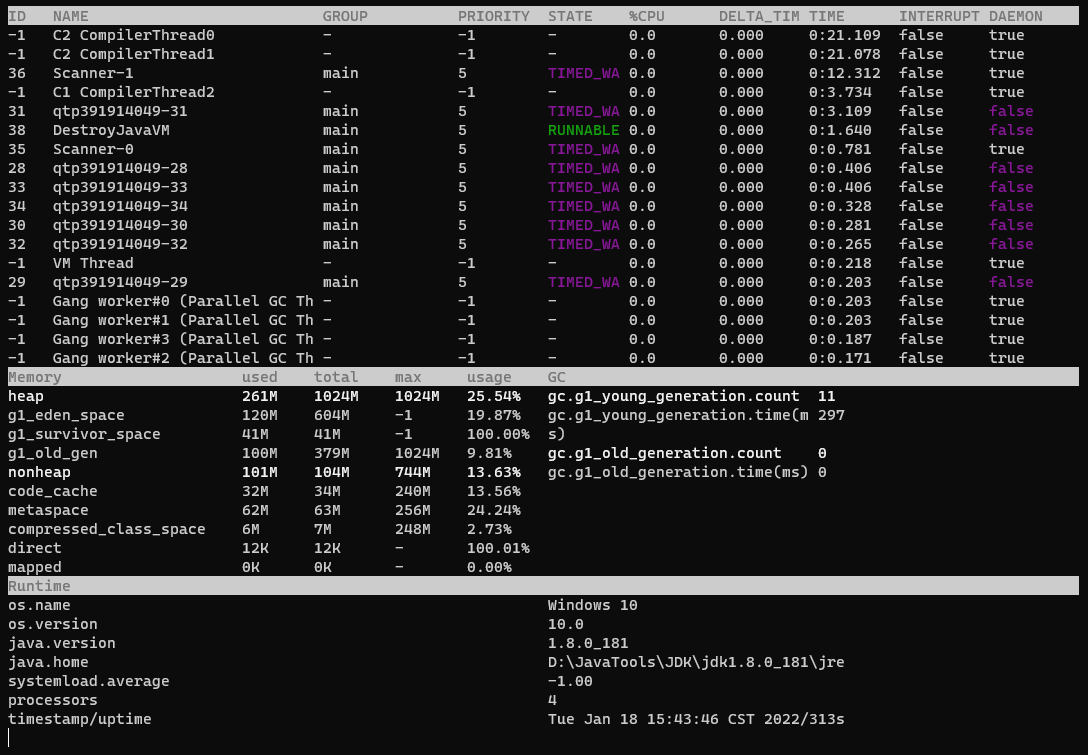 ID NAME GROUP PRIORITY STATE %CPU DELTA_TIM TIME INTERRUPT DAEMON
-1 C2 CompilerThread0 - -1 - 0.0 0.000 0:21.109 false true
-1 C2 CompilerThread1 - -1 - 0.0 0.000 0:21.078 false true
36 Scanner-1 main 5 TIMED_WA 0.0 0.000 0:12.312 false true
-1 C1 CompilerThread2 - -1 - 0.0 0.000 0:3.734 false true
31 qtp391914049-31 main 5 TIMED_WA 0.0 0.000 0:3.109 false false
38 DestroyJavaVM main 5 RUNNABLE 0.0 0.000 0:1.640 false false
35 Scanner-0 main 5 TIMED_WA 0.0 0.000 0:0.781 false true
28 qtp391914049-28 main 5 TIMED_WA 0.0 0.000 0:0.406 false false
33 qtp391914049-33 main 5 TIMED_WA 0.0 0.000 0:0.406 false false
34 qtp391914049-34 main 5 TIMED_WA 0.0 0.000 0:0.328 false false
30 qtp391914049-30 main 5 TIMED_WA 0.0 0.000 0:0.281 false false
32 qtp391914049-32 main 5 TIMED_WA 0.0 0.000 0:0.265 false false
-1 VM Thread - -1 - 0.0 0.000 0:0.218 false true
29 qtp391914049-29 main 5 TIMED_WA 0.0 0.000 0:0.203 false false
-1 Gang worker#0 (Parallel GC Th - -1 - 0.0 0.000 0:0.203 false true
-1 Gang worker#1 (Parallel GC Th - -1 - 0.0 0.000 0:0.203 false true
-1 Gang worker#3 (Parallel GC Th - -1 - 0.0 0.000 0:0.187 false true
-1 Gang worker#2 (Parallel GC Th - -1 - 0.0 0.000 0:0.171 false true
Memory used total max usage GC
heap 261M 1024M 1024M 25.54% gc.g1_young_generation.count 11
g1_eden_space 120M 604M -1 19.87% gc.g1_young_generation.time(m 297
g1_survivor_space 41M 41M -1 100.00% s)
g1_old_gen 100M 379M 1024M 9.81% gc.g1_old_generation.count 0
nonheap 101M 104M 744M 13.63% gc.g1_old_generation.time(ms) 0
code_cache 32M 34M 240M 13.56%
metaspace 62M 63M 256M 24.24%
compressed_class_space 6M 7M 248M 2.73%
direct 12K 12K - 100.01%
mapped 0K 0K - 0.00%
Runtime
os.name Windows 10
os.version 10.0
java.version 1.8.0_181
java.home D:\JavaTools\JDK\jdk1.8.0_181\jre
systemload.average -1.00
processors 4
timestamp/uptime Tue Jan 18 15:43:46 CST 2022/313s